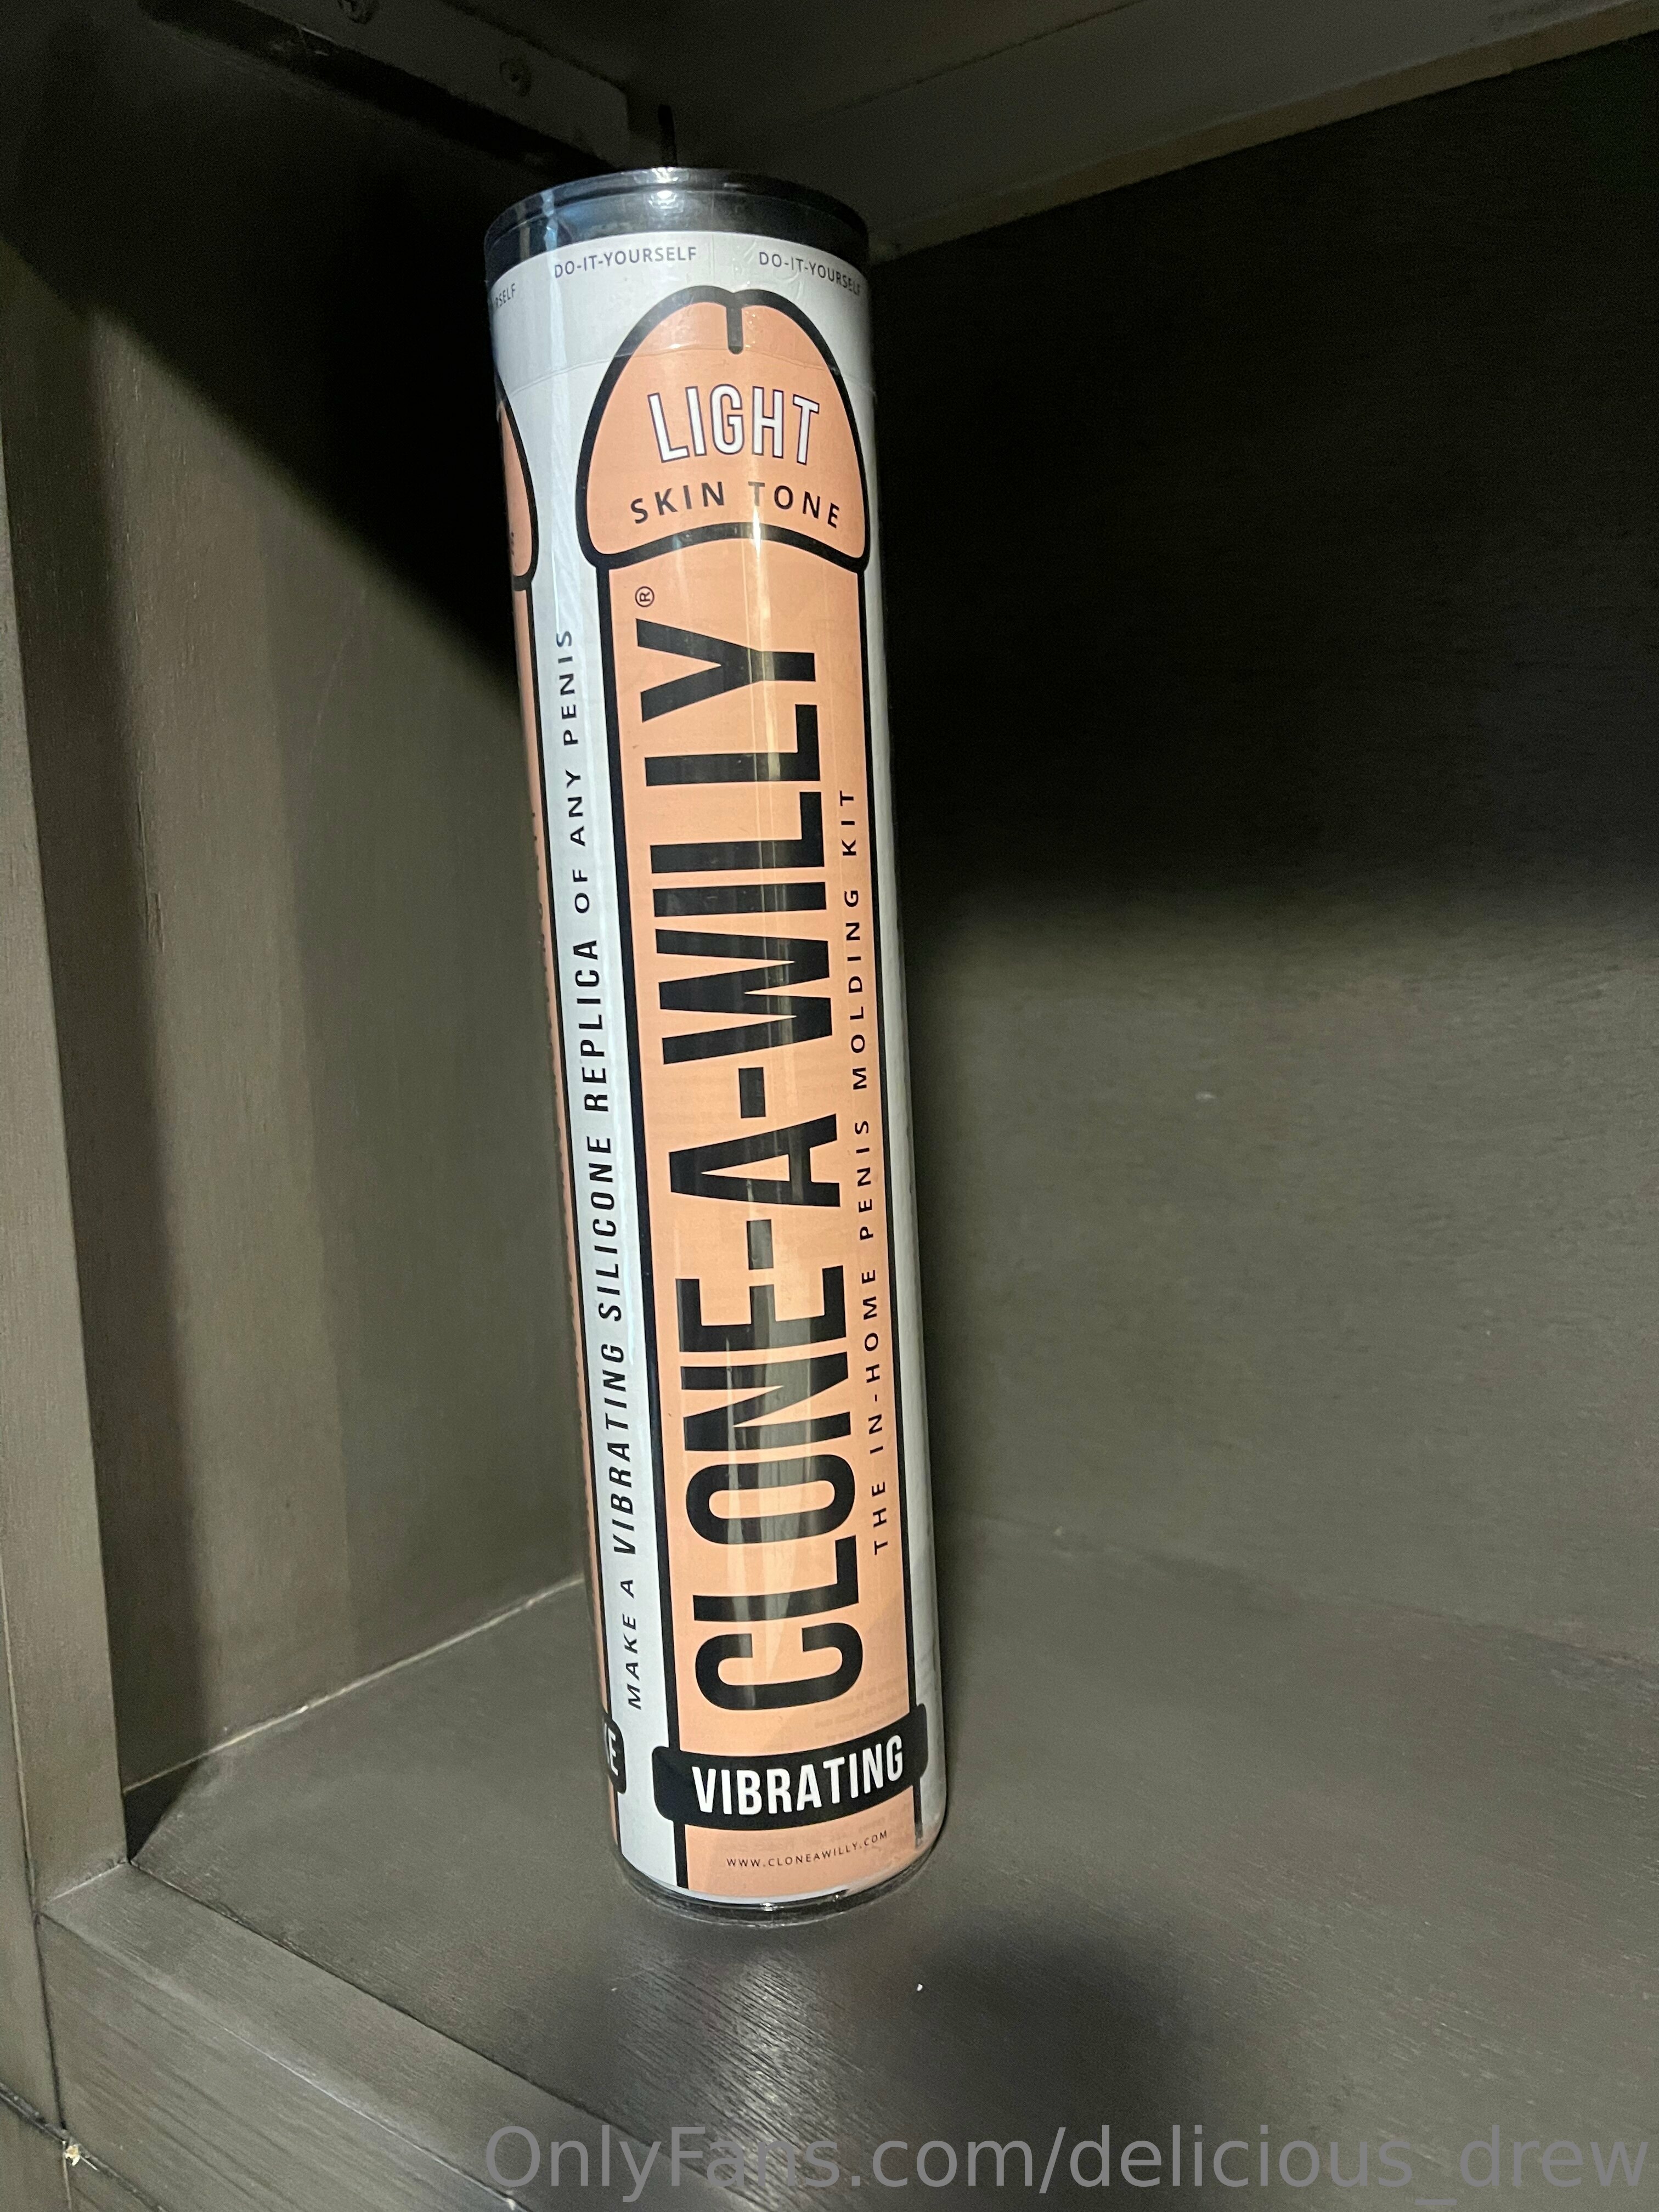 DO-IT-YOURSELF
DO-IT-YOURSELF
LIGHT
SKIN TONE
CLONE-A-WILLY®
THE IN-HOME PENIS MOLDING KIT
MAKE A VIBRATING SILICONE REPLICA OF ANY PENIS
VIBRATING
WWW.CLONEAWILLY.COM
OnlyFans.com/delicious_drew